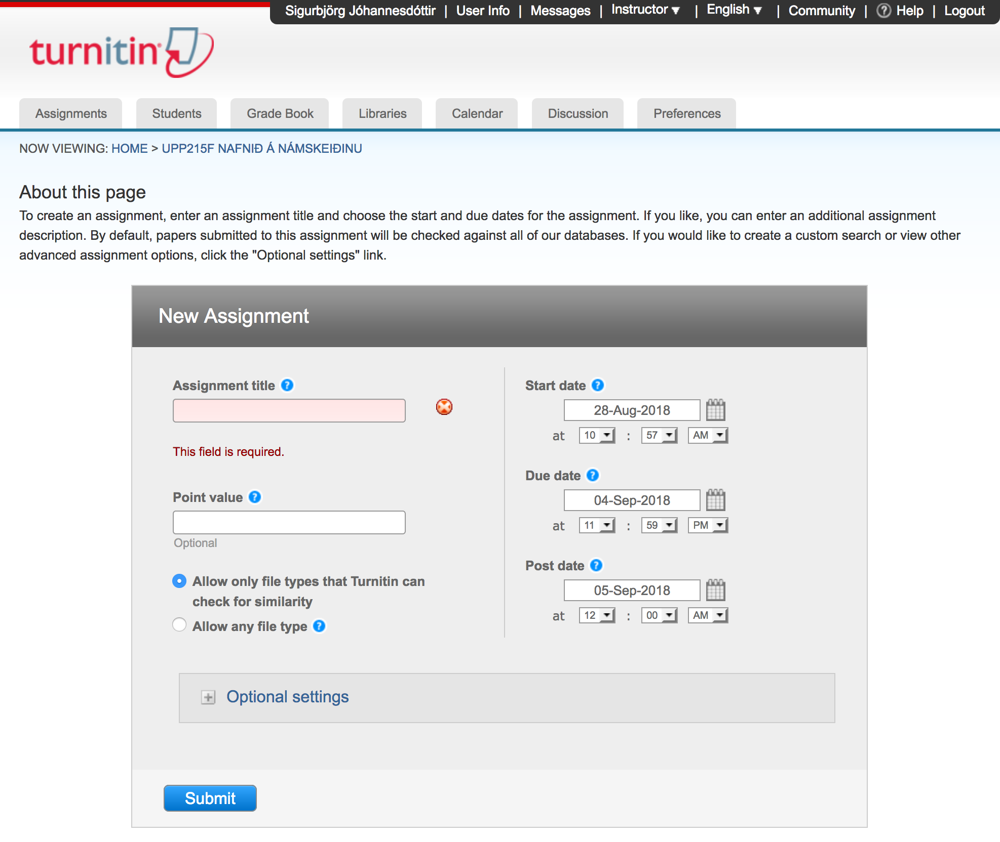 Sigurbjörg Jóhannesdóttir | User Info | Messages | Instructor ▼ | English ▼ | Community | ? Help | Logout
turnitin
Assignments Students Grade Book Libraries Calendar Discussion Preferences
NOW VIEWING: HOME > UPP215F NAFNIÐ Á NÁMSKEIÐINU
About this page
To create an assignment, enter an assignment title and choose the start and due dates for the assignment. If you like, you can enter an additional assignment
description. By default, papers submitted to this assignment will be checked against all of our databases. If you would like to create a custom search or view other
advanced assignment options, click the "Optional settings" link.
New Assignment
Assignment title ?
This field is required.
Point value ?
Optional
Allow only file types that Turnitin can
check for similarity
Allow any file type ?
Start date ?
28-Aug-2018
at 10 : 57 AM
Due date ?
04-Sep-2018
at 11 : 59 PM
Post date ?
05-Sep-2018
at 12 : 00 AM
Optional settings
Submit